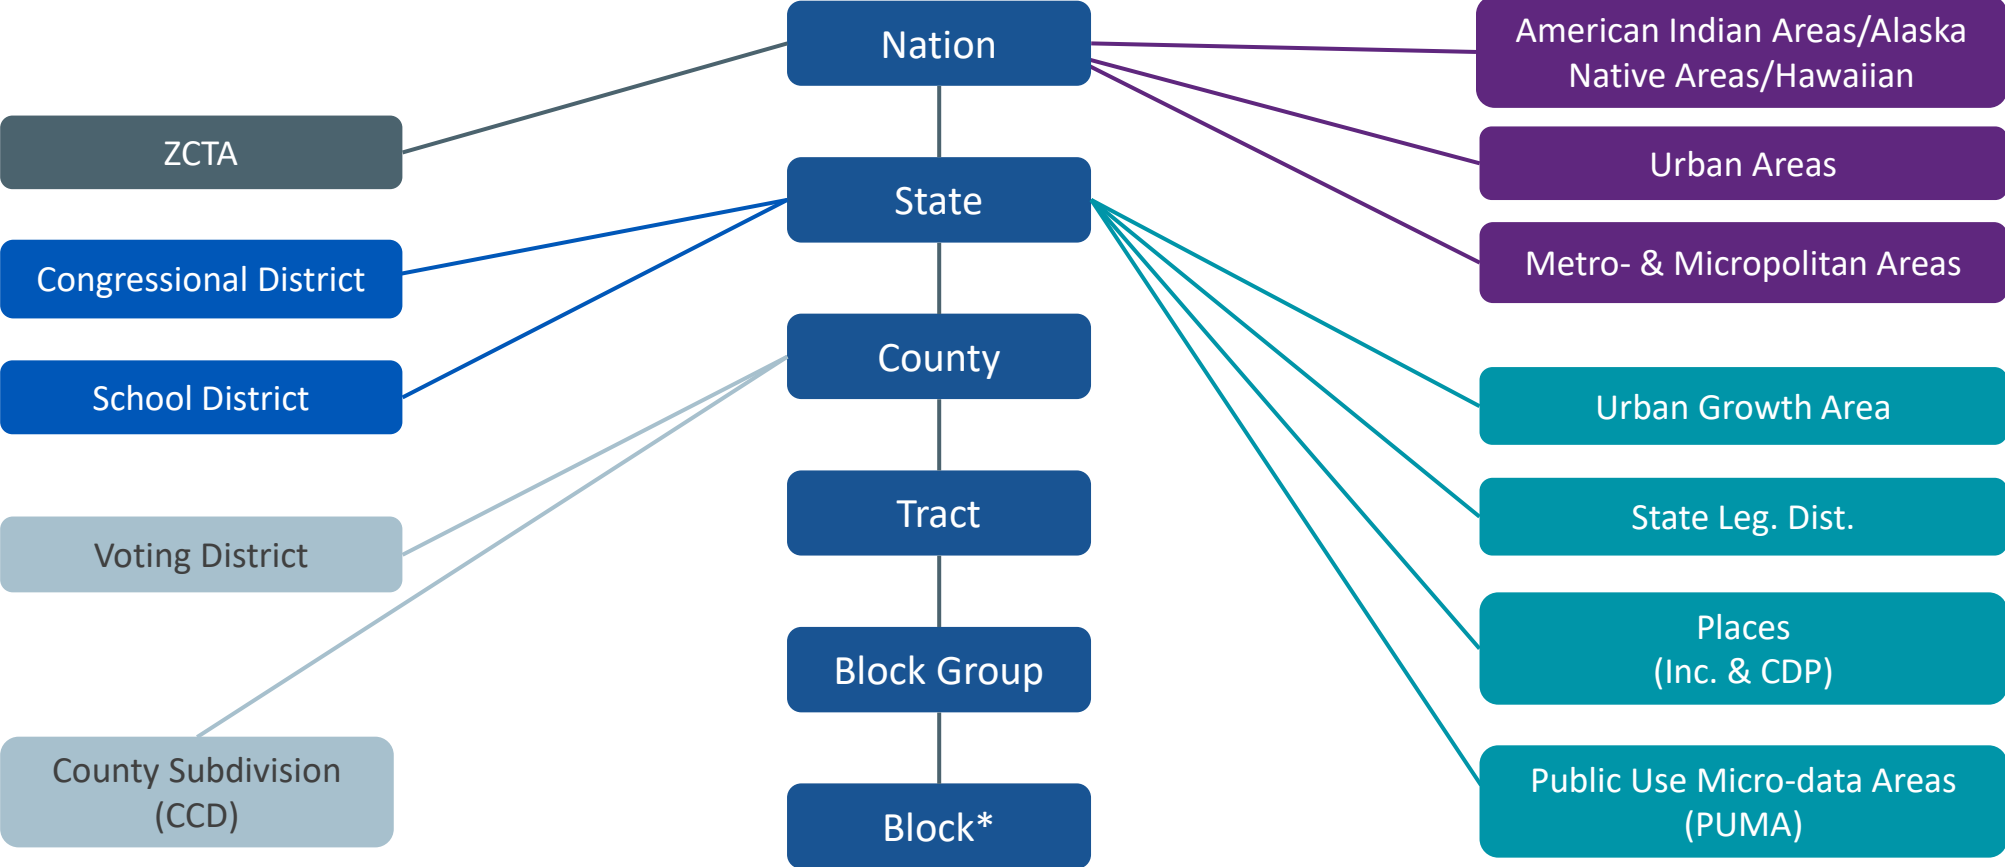 Nation
American Indian Areas/Alaska
Native Areas/Hawaiian
ZCTA
Urban Areas
State
Congressional District
Metro- & Micropolitan Areas
County
School District
Urban Growth Area
Tract
State Leg. Dist.
Voting District
Places
(Inc. & CDP)
Block Group
County Subdivision
(CCD)
Public Use Micro-data Areas
(PUMA)
Block*